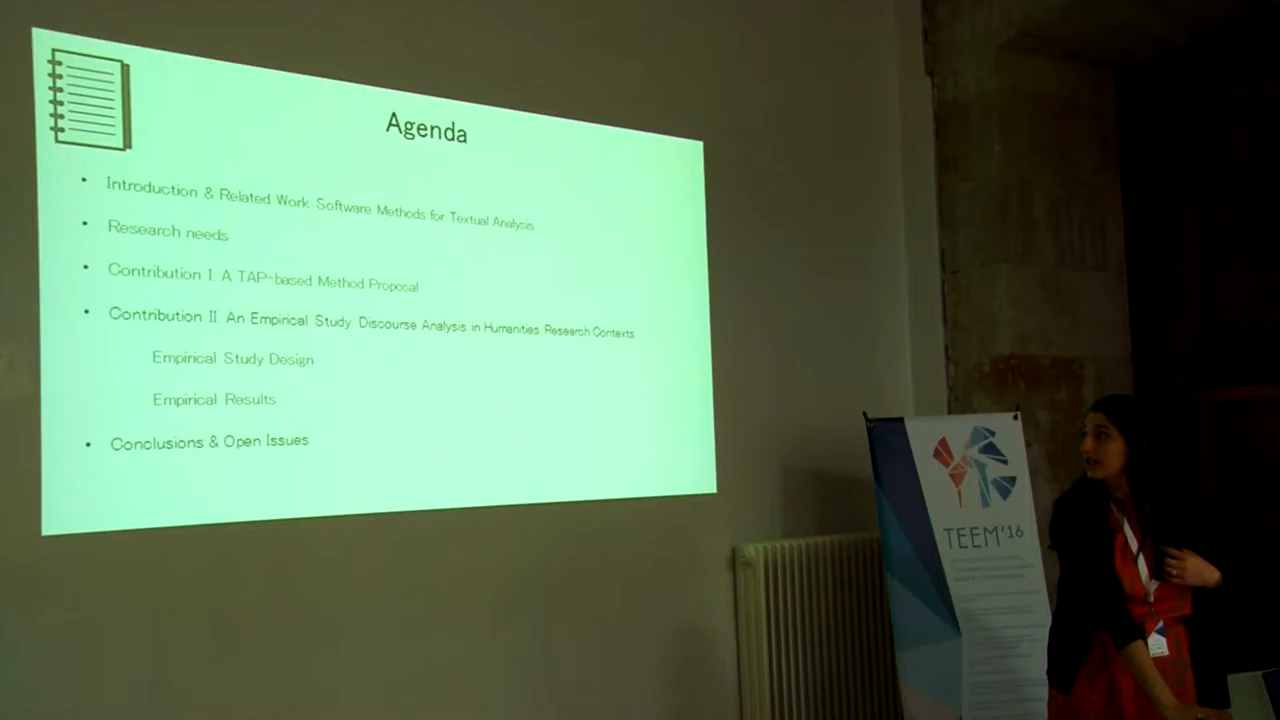 Agenda
• Introduction & Related Work: Software Methods for Textual Analysis
• Research needs
• Contribution I: A TAP-based Method Proposal
• Contribution II: An Empirical Study: Discourse Analysis in Humanities Research Contexts
Empirical Study Design
Empirical Results
• Conclusions & Open Issues
TEEM'16